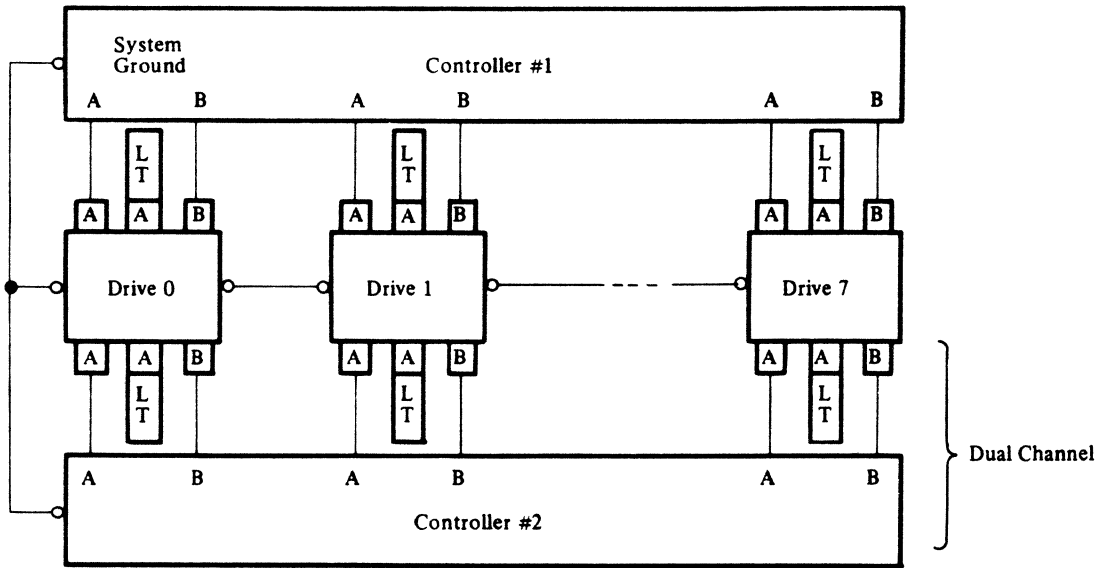 System
Ground
Controller #1
A B A B A B
L
T
L
T
L
T
A A B A A B A A B
Drive 0 Drive 1 Drive 7
A A B A A B A A B
L
T
L
T
L
T
Dual Channel
A B A B A B
Controller #2